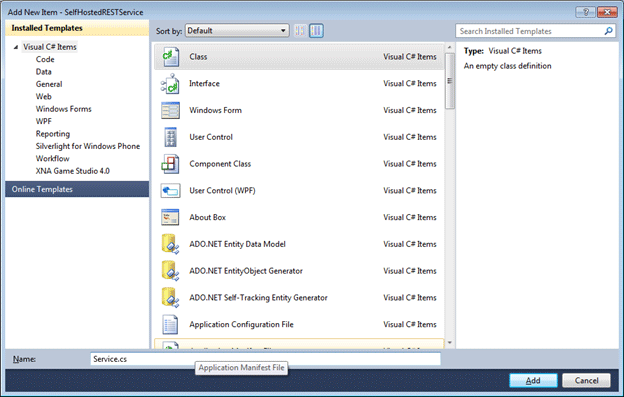 Add New Item - SelfHostedRESTService
Installed Templates
Visual C# Items
Code
Data
General
Web
Windows Forms
WPF
Reporting
Silverlight for Windows Phone
Workflow
XNA Game Studio 4.0
Online Templates
Sort by: Default
Class Visual C# Items
Interface Visual C# Items
Windows Form Visual C# Items
User Control Visual C# Items
Component Class Visual C# Items
User Control (WPF) Visual C# Items
About Box Visual C# Items
ADO.NET Entity Data Model Visual C# Items
ADO.NET EntityObject Generator Visual C# Items
ADO.NET Self-Tracking Entity Generator Visual C# Items
Application Configuration File Visual C# Items
Search Installed Templates
Type: Visual C# Items
An empty class definition
Name: Service.cs
Application Manifest File
Add Cancel